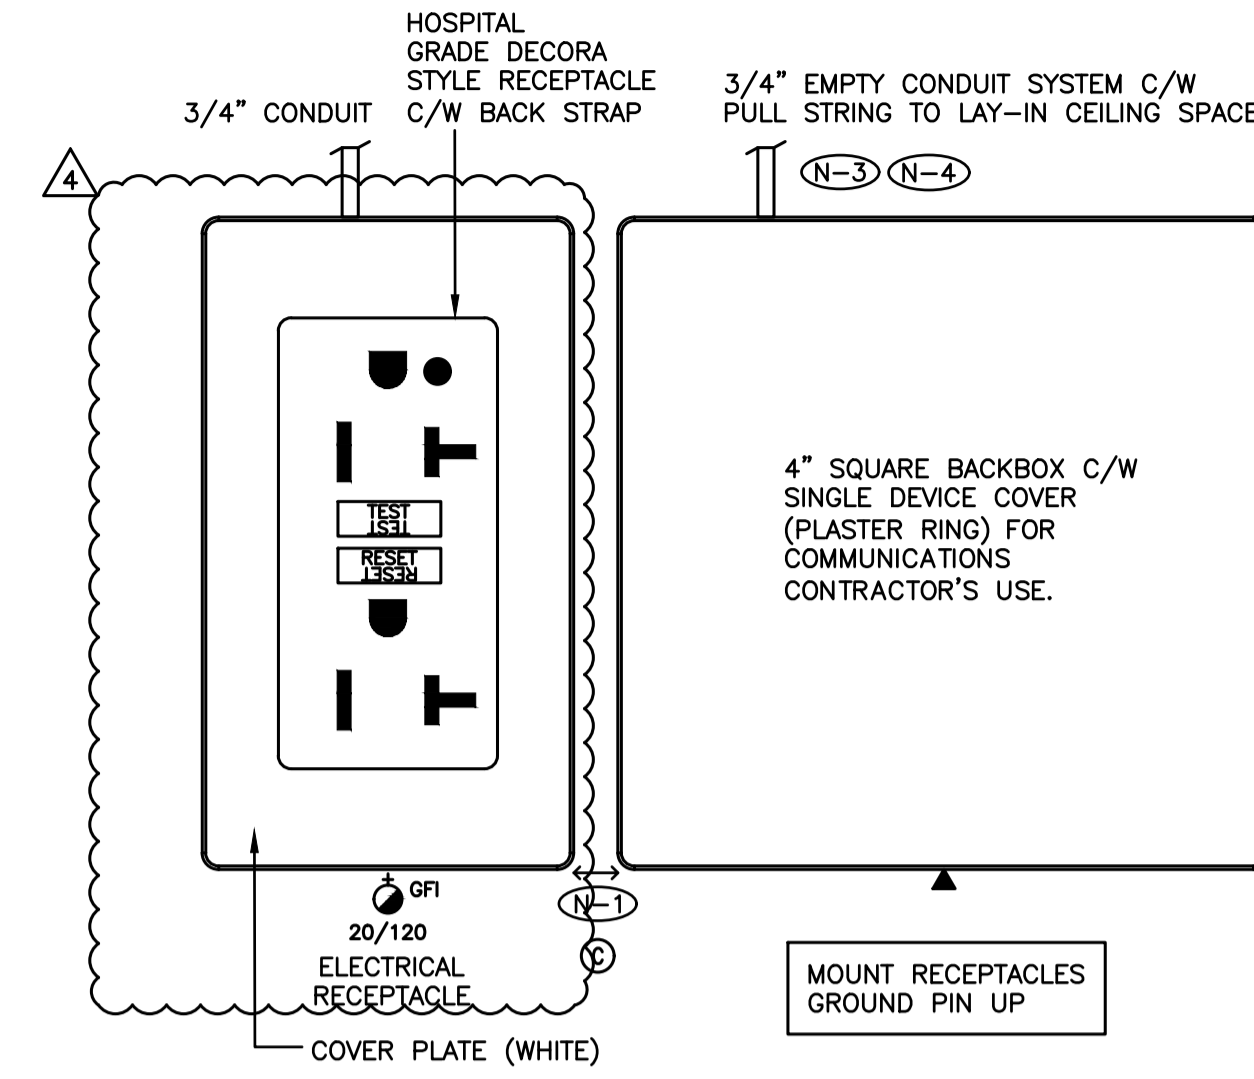 HOSPITAL
GRADE DECORA
STYLE RECEPTACLE
C/W BACK STRAP
3/4” CONDUIT
3/4” EMPTY CONDUIT SYSTEM C/W
PULL STRING TO LAY–IN CEILING SPACE
4
N–3
N–4
TEST
TEST
RESET
RESET
4” SQUARE BACKBOX C/W
SINGLE DEVICE COVER
(PLASTER RING) FOR
COMMUNICATIONS
CONTRACTOR’S USE.
GFI
20/120
ELECTRICAL
RECEPTACLE
N–1
C
COVER PLATE (WHITE)
MOUNT RECEPTACLES
GROUND PIN UP